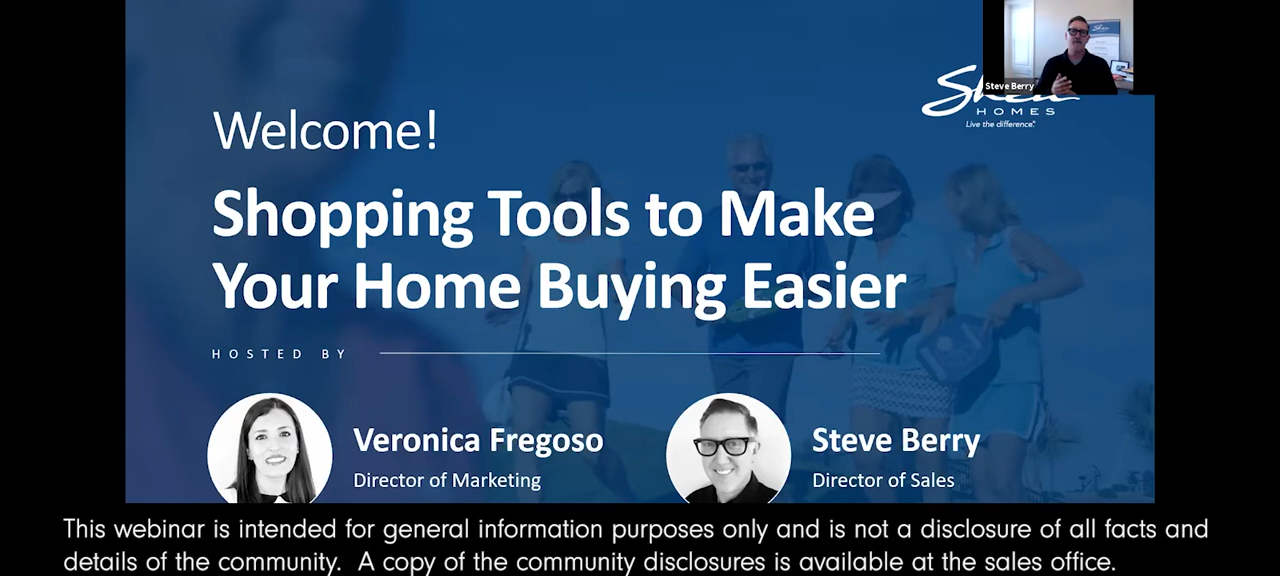 Steve Berry
HOMES
Live the difference.
Welcome!
Shopping Tools to Make
Your Home Buying Easier
HOSTED BY
Veronica Fregoso
Director of Marketing
Steve Berry
Director of Sales
This webinar is intended for general information purposes only and is not a disclosure of all facts and
details of the community. A copy of the community disclosures is available at the sales office.